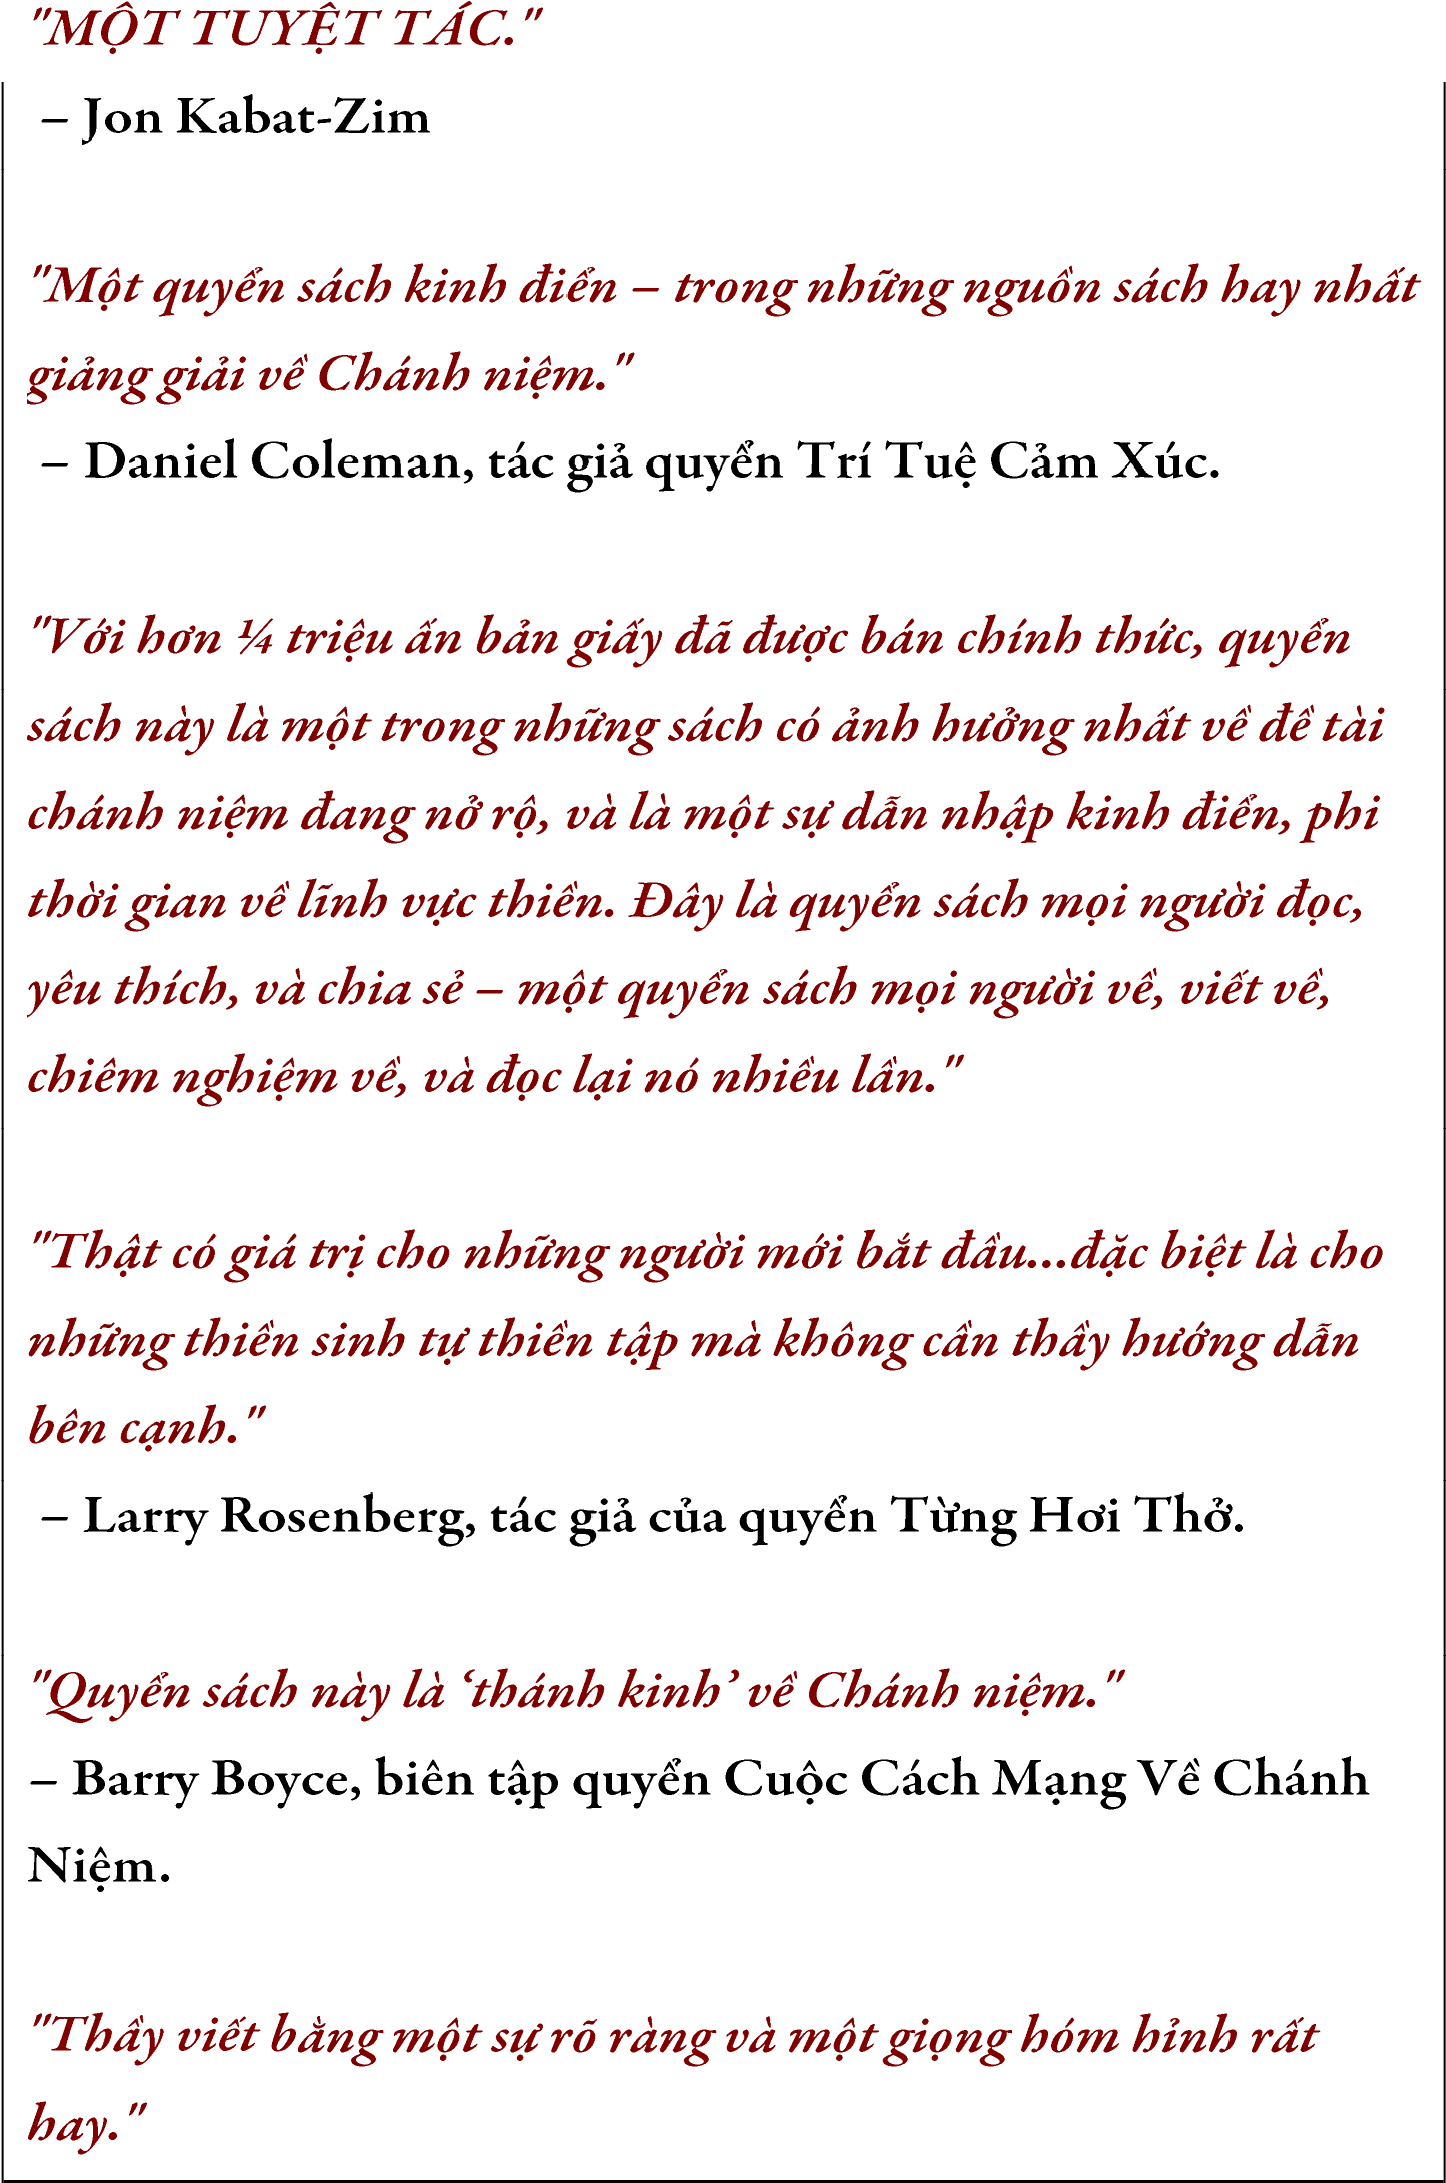 "MỘT TUYỆT TÁC."
– Jon Kabat-Zim
"Một quyển sách kinh điển – trong những nguồn sách hay nhất
giảng giải về Chánh niệm."
– Daniel Coleman, tác giả quyển Trí Tuệ Cảm Xúc.
"Với hơn ¼ triệu ấn bản giấy đã được bán chính thức, quyển
sách này là một trong những sách có ảnh hưởng nhất về đề tài
chánh niệm đang nở rộ, và là một sự dẫn nhập kinh điển, phi
thời gian về lĩnh vực thiền. Đây là quyển sách mọi người đọc,
yêu thích, và chia sẻ – một quyển sách mọi người về, viết về,
chiêm nghiệm về, và đọc lại nó nhiều lần."
"Thật có giá trị cho những người mới bắt đầu...đặc biệt là cho
những thiền sinh tự thiền tập mà không cần thầy hướng dẫn
bên cạnh."
– Larry Rosenberg, tác giả của quyển Từng Hơi Thở.
"Quyển sách này là ‘thánh kinh’ về Chánh niệm."
– Barry Boyce, biên tập quyển Cuộc Cách Mạng Về Chánh
Niệm.
"Thầy viết bằng một sự rõ ràng và một giọng hóm hỉnh rất
hay."